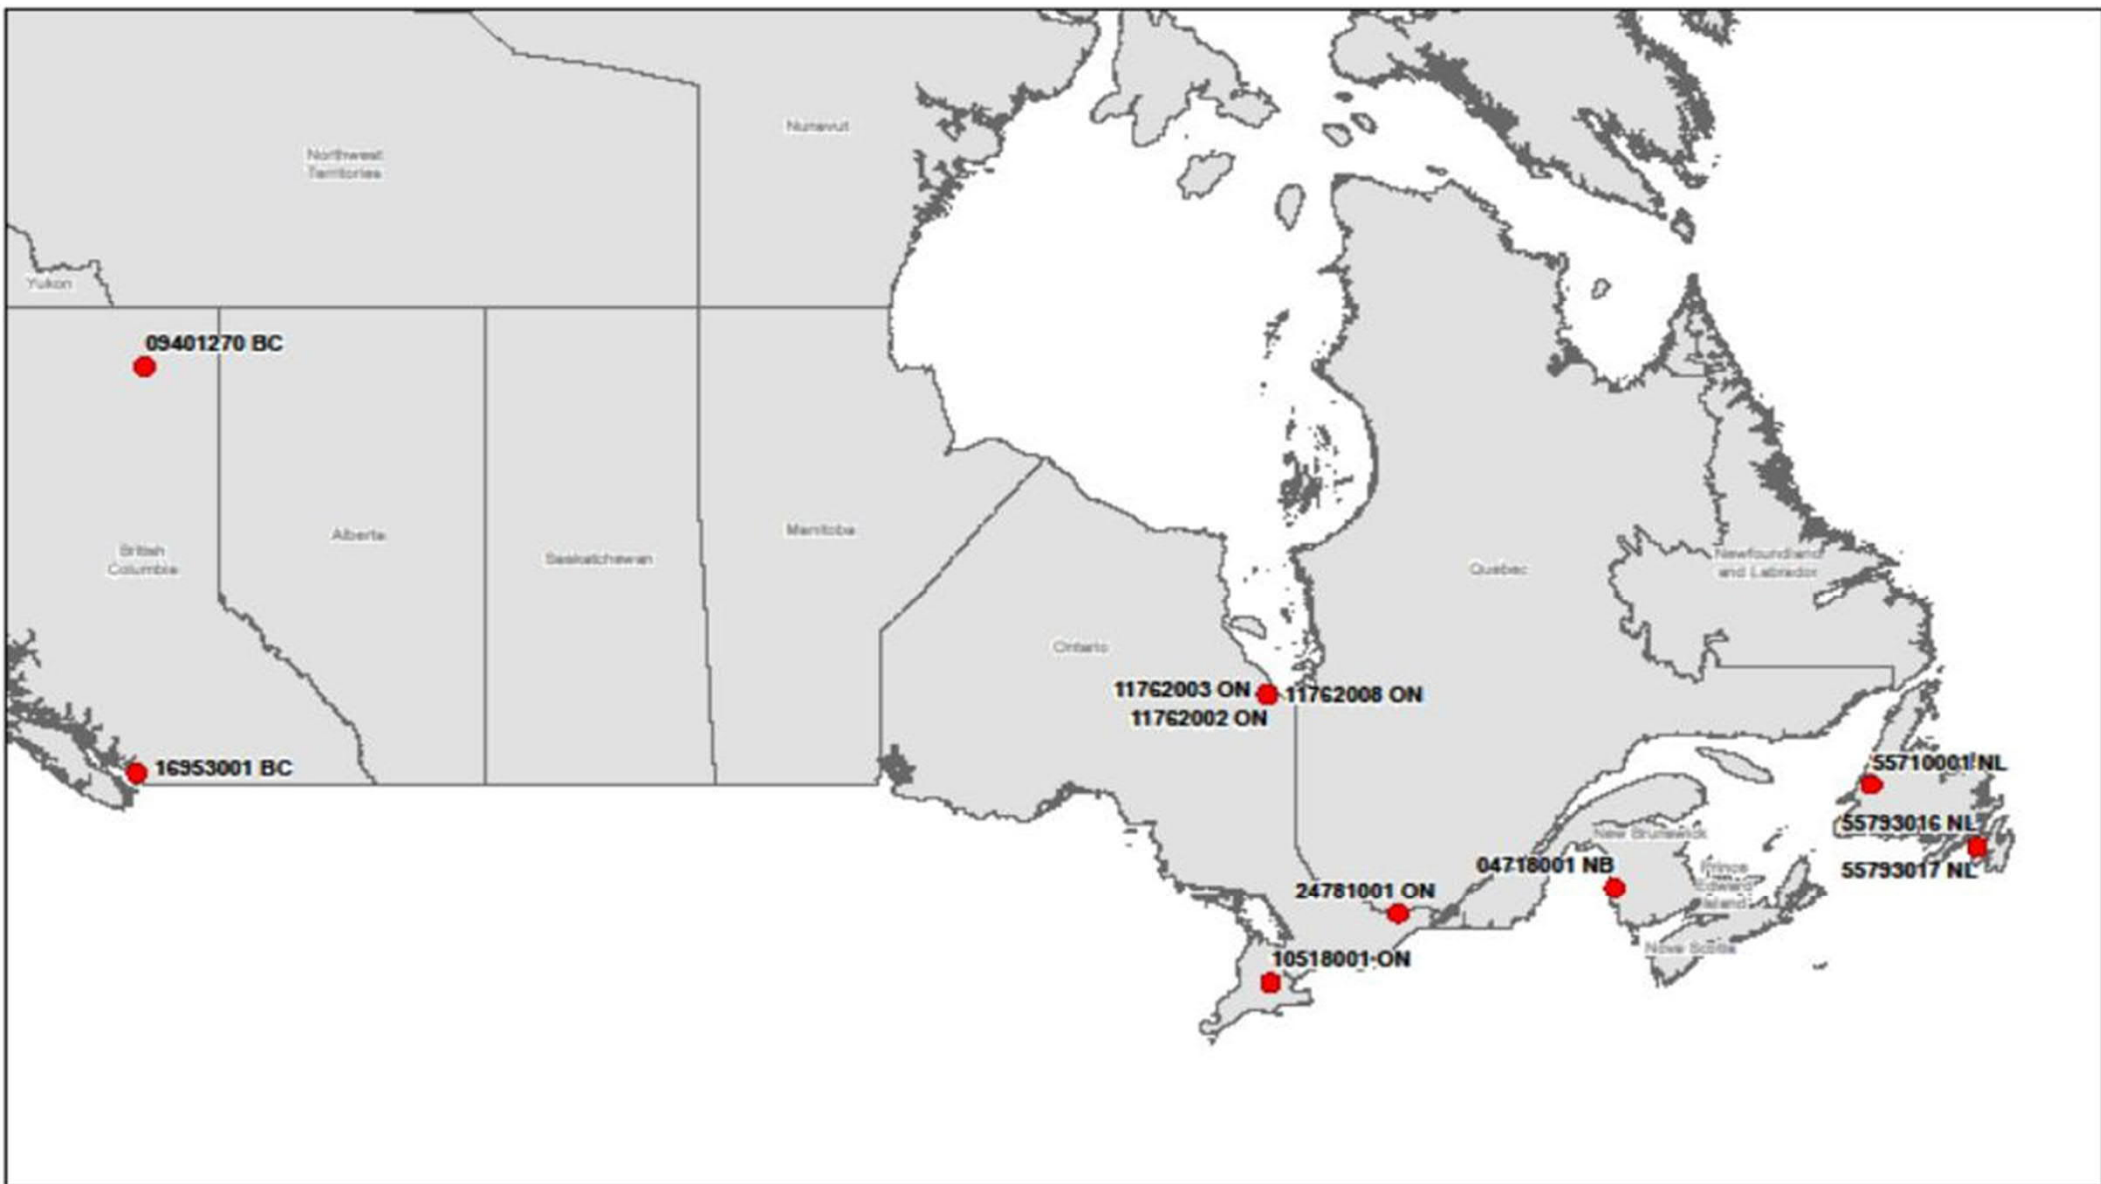 Nunavut
Northwest
Territories
Yukon
09401270 BC
Alberta
Manitoba
British
Columbia
Saskatchewan
Quebec
Newfoundland
and Labrador
Ontario
11762003 ON
11762008 ON
11762002 ON
16953001 BC
55710001 NL
55793016 NL
New Brunswick
04718001 NB
Prince
Edward
Island
55793017 NL
24781001 ON
Nova Scotia
10518001 ON